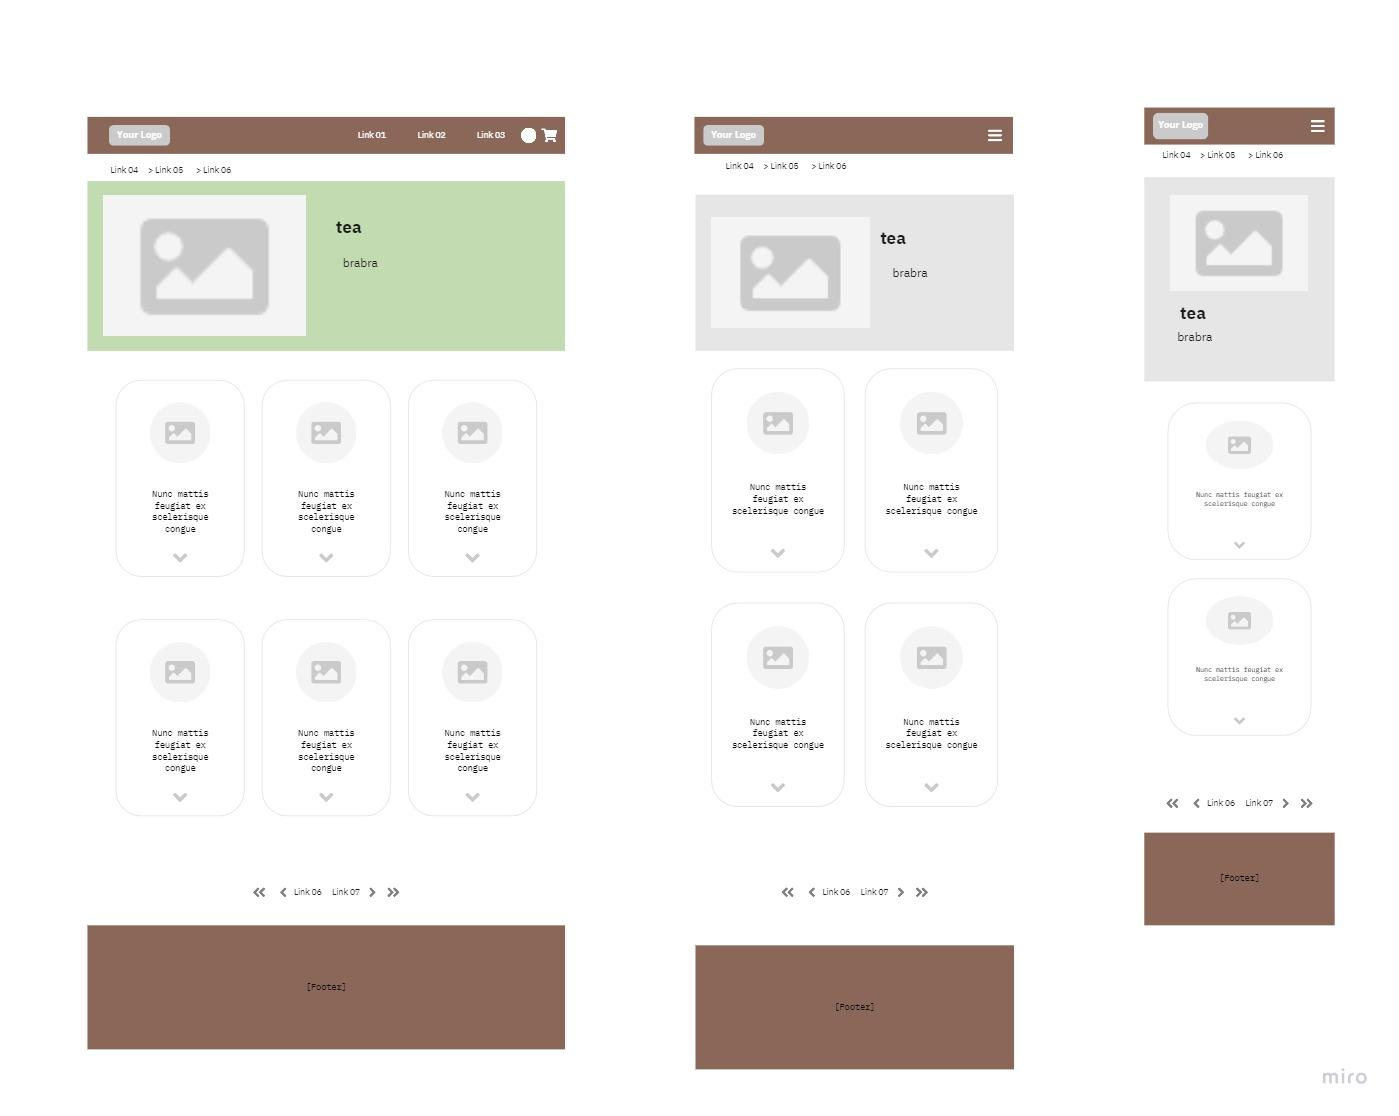 Your Logo
Link 01
Link 02
Link 03
Link 04 > Link 05 > Link 06
tea
brabra
Nunc mattis
feugiat ex
scelerisque
congue
Nunc mattis
feugiat ex
scelerisque
congue
Nunc mattis
feugiat ex
scelerisque
congue
Nunc mattis
feugiat ex
scelerisque
congue
Nunc mattis
feugiat ex
scelerisque
congue
Nunc mattis
feugiat ex
scelerisque
congue
Link 06 Link 07
[Footer]
Your Logo
Link 04 > Link 05 > Link 06
tea
brabra
Nunc mattis
feugiat ex
scelerisque congue
Nunc mattis
feugiat ex
scelerisque congue
Nunc mattis
feugiat ex
scelerisque congue
Nunc mattis
feugiat ex
scelerisque congue
Link 06 Link 07
[Footer]
Your Logo
Link 04 > Link 05 > Link 06
tea
brabra
Nunc mattis feugiat ex
scelerisque congue
Nunc mattis feugiat ex
scelerisque congue
Link 06 Link 07
[Footer]
miro